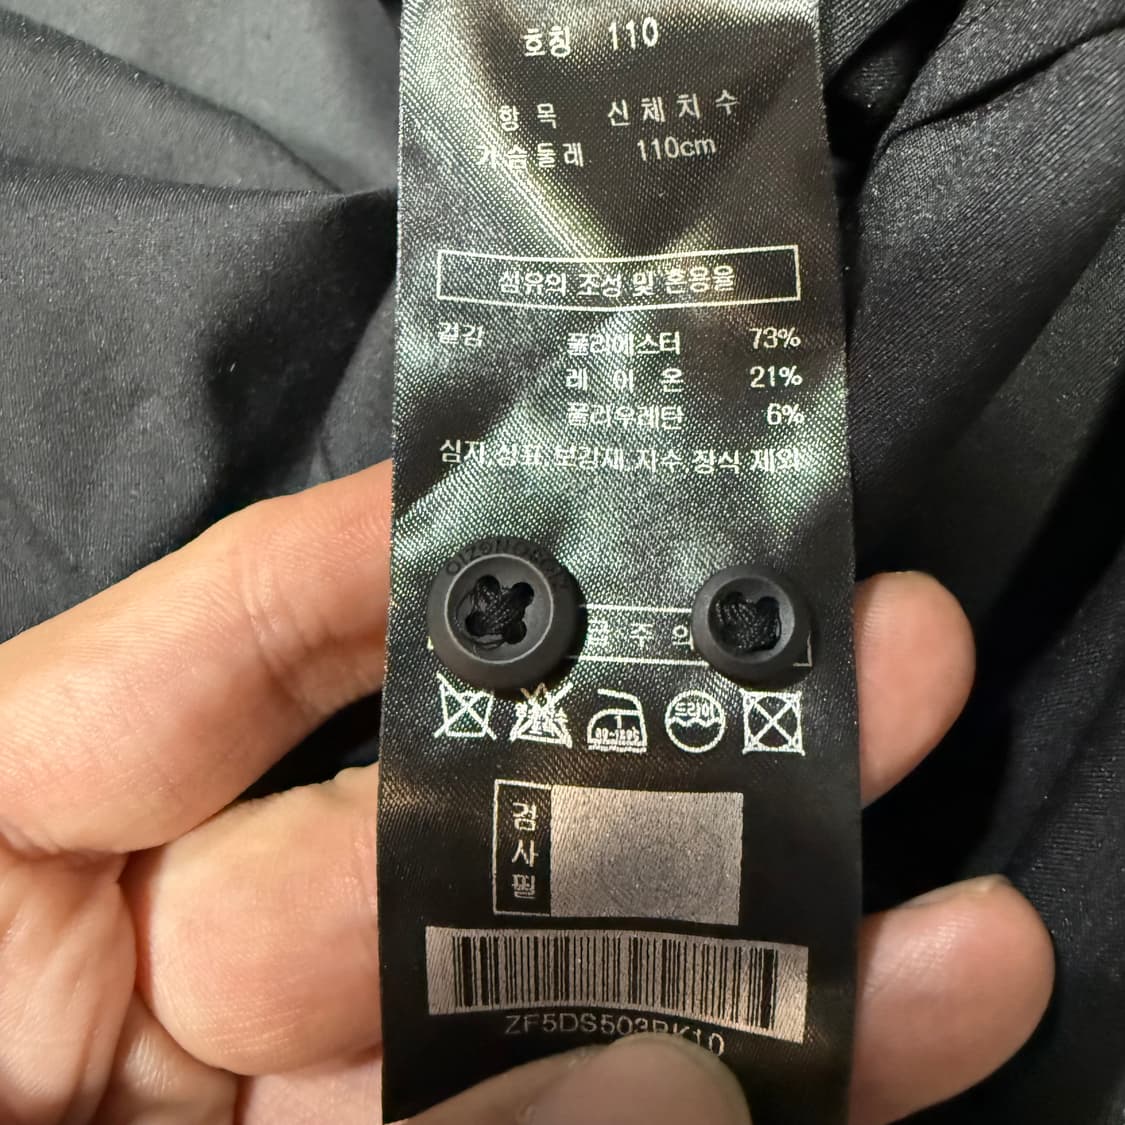 호칭 110
항목 신체치수
가슴둘레 110cm
섬유의 조성 및 혼용율
겉감 폴리에스터 73%
레이온 21%
폴리우레탄 6%
심지,상표,보강재,자수,장식 제외
급주의
드라이
검사필
ZF5DS503BK10